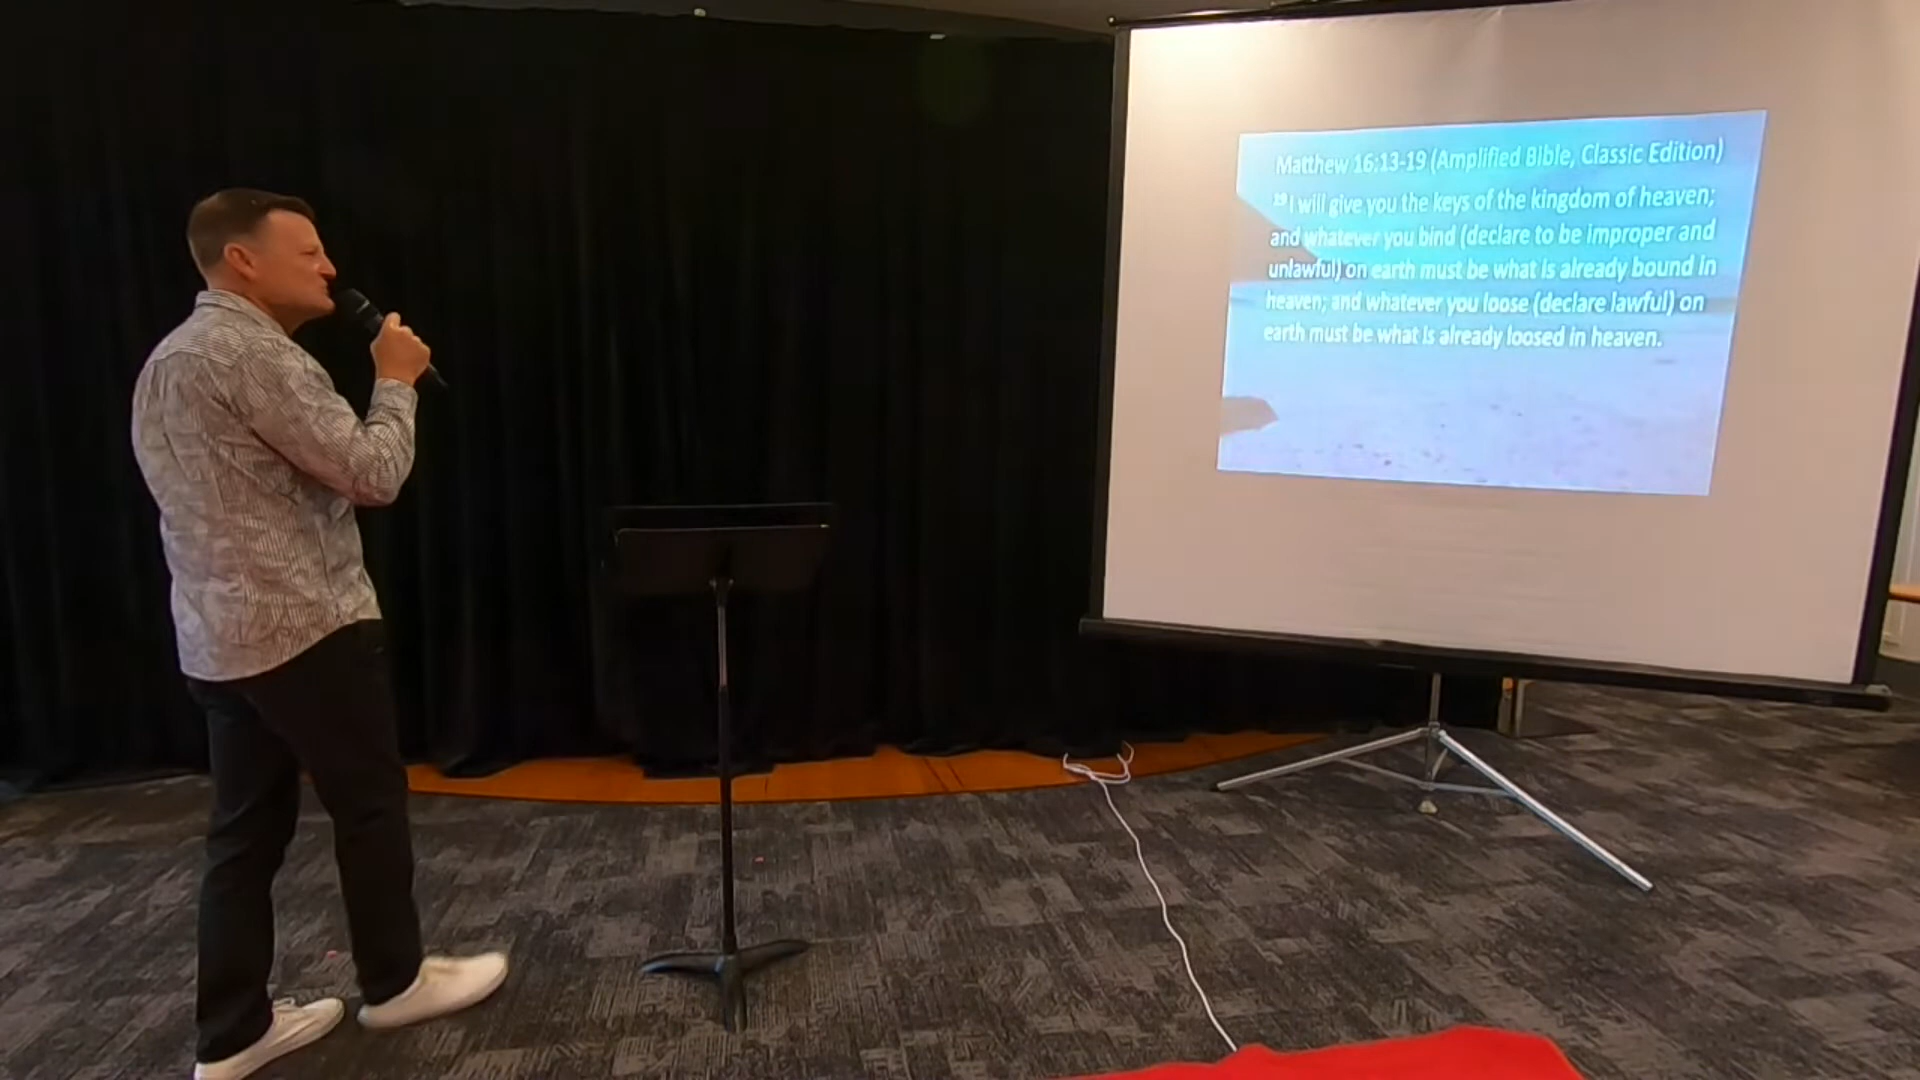 Matthew 16:13-19 (Amplified Bible, Classic Edition)
19 I will give you the keys of the kingdom of heaven;
and whatever you bind (declare to be improper and
unlawful) on earth must be what is already bound in
heaven; and whatever you loose (declare lawful) on
earth must be what is already loosed in heaven.